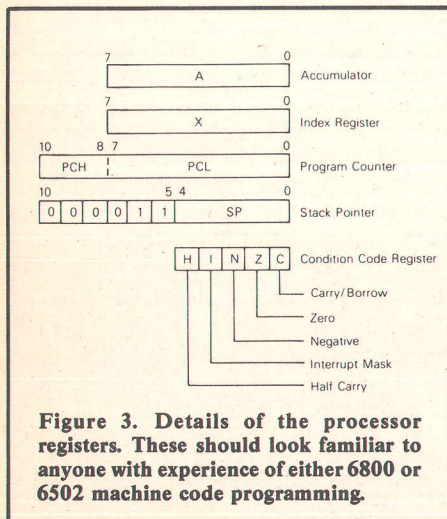 7 0
A Accumulator
7 0
X Index Register
10 8 7 0
PCH PCL Program Counter
10 5 4 0
0 0 0 0 1 1 SP Stack Pointer
H I N Z C Condition Code Register
Carry/Borrow
Zero
Negative
Interrupt Mask
Half Carry
Figure 3. Details of the processor
registers. These should look familiar to
anyone with experience of either 6800 or
6502 machine code programming.